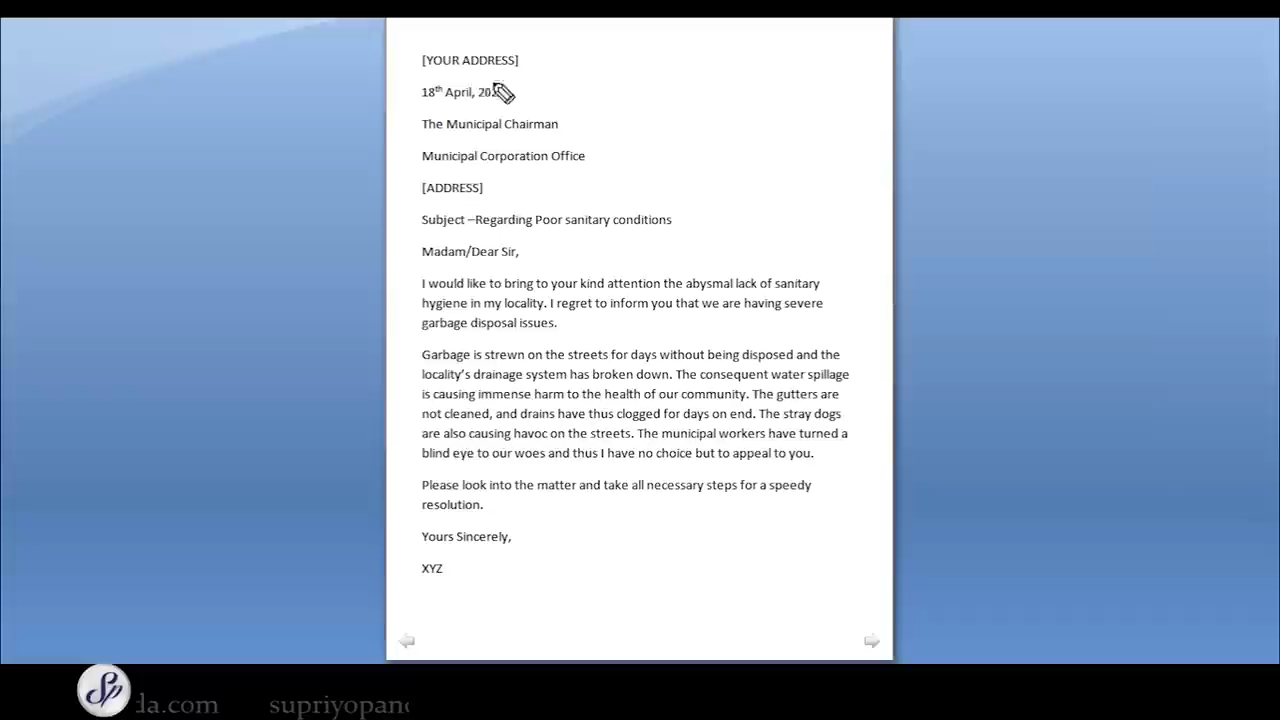 [YOUR ADDRESS]
18th April,
The Municipal Chairman
Municipal Corporation Office
[ADDRESS]
Subject –Regarding Poor sanitary conditions
Madam/Dear Sir,
I would like to bring to your kind attention the abysmal lack of sanitary
hygiene in my locality. I regret to inform you that we are having severe
garbage disposal issues.
Garbage is strewn on the streets for days without being disposed and the
locality’s drainage system has broken down. The consequent water spillage
is causing immense harm to the health of our community. The gutters are
not cleaned, and drains have thus clogged for days on end. The stray dogs
are also causing havoc on the streets. The municipal workers have turned a
blind eye to our woes and thus I have no choice but to appeal to you.
Please look into the matter and take all necessary steps for a speedy
resolution.
Yours Sincerely,
XYZ
Sp da.com supriyopan